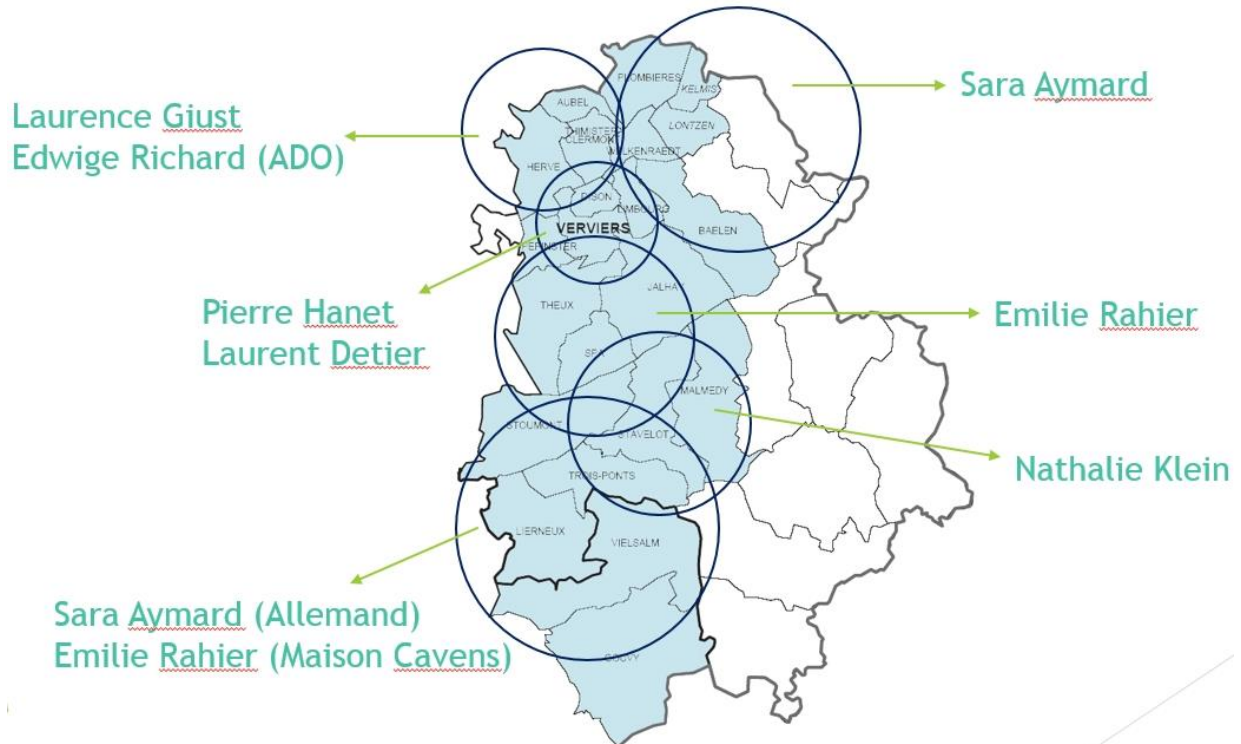 PLOMBIERES
KELMIS
Sara Aymard
AUBEL
Laurence Giust
LONTZEN
THIMISTER
CLERMONT
Edwige Richard (ADO)
WELKENRAEDT
HERVE
DISON
LIMBOURG
VERVIERS
BAELEN
PEPINSTER
JALHAY
THEUX
Pierre Hanet
Emilie Rahier
Laurent Detier
SPA
MALMEDY
STOUMONT
STAVELOT
Nathalie Klein
TROIS-PONTS
LIERNEUX
VIELSALM
Sara Aymard (Allemand)
Emilie Rahier (Maison Cavens)
GOUVY